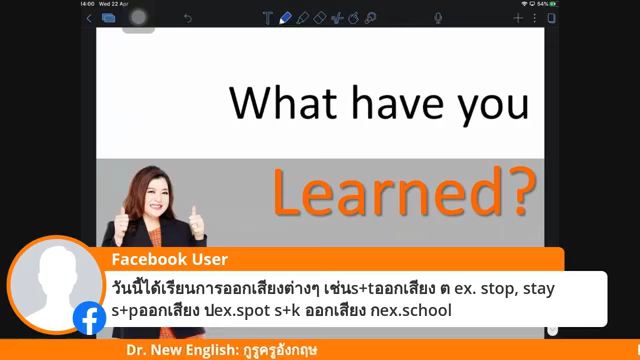 14:00 Wed 22 Apr
54%
What have you
Learned?
Facebook User
วันนี้ได้เรียนการออกเสียงต่างๆ เช่นs+tออกเสียง ต ex. stop, stay
s+pออกเสียง ปex.spot s+k ออกเสียง กex.school
Dr. New English: กูรูครูอังกฤษ